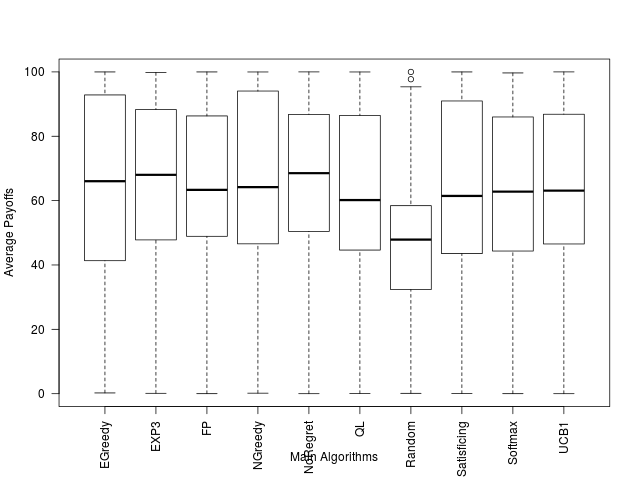 Average Payoffs
100
80
60
40
20
0
EGreedy
EXP3
FP
NGreedy
NoRegret
QL
Random
Satisficing
Softmax
UCB1
Main Algorithms